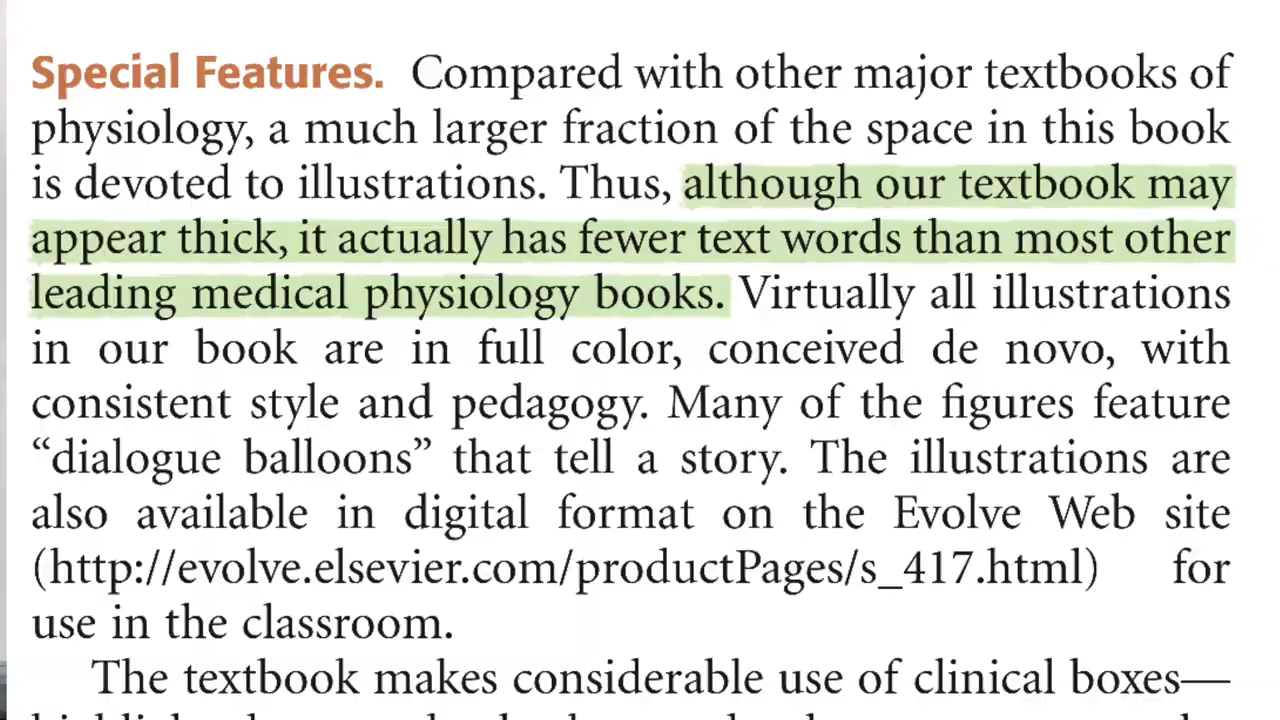 Special Features. Compared with other major textbooks of
physiology, a much larger fraction of the space in this book
is devoted to illustrations. Thus, although our textbook may
appear thick, it actually has fewer text words than most other
leading medical physiology books. Virtually all illustrations
in our book are in full color, conceived de novo, with
consistent style and pedagogy. Many of the figures feature
“dialogue balloons” that tell a story. The illustrations are
also available in digital format on the Evolve Web site
(http://evolve.elsevier.com/productPages/s_417.html) for
use in the classroom.
The textbook makes considerable use of clinical boxes—